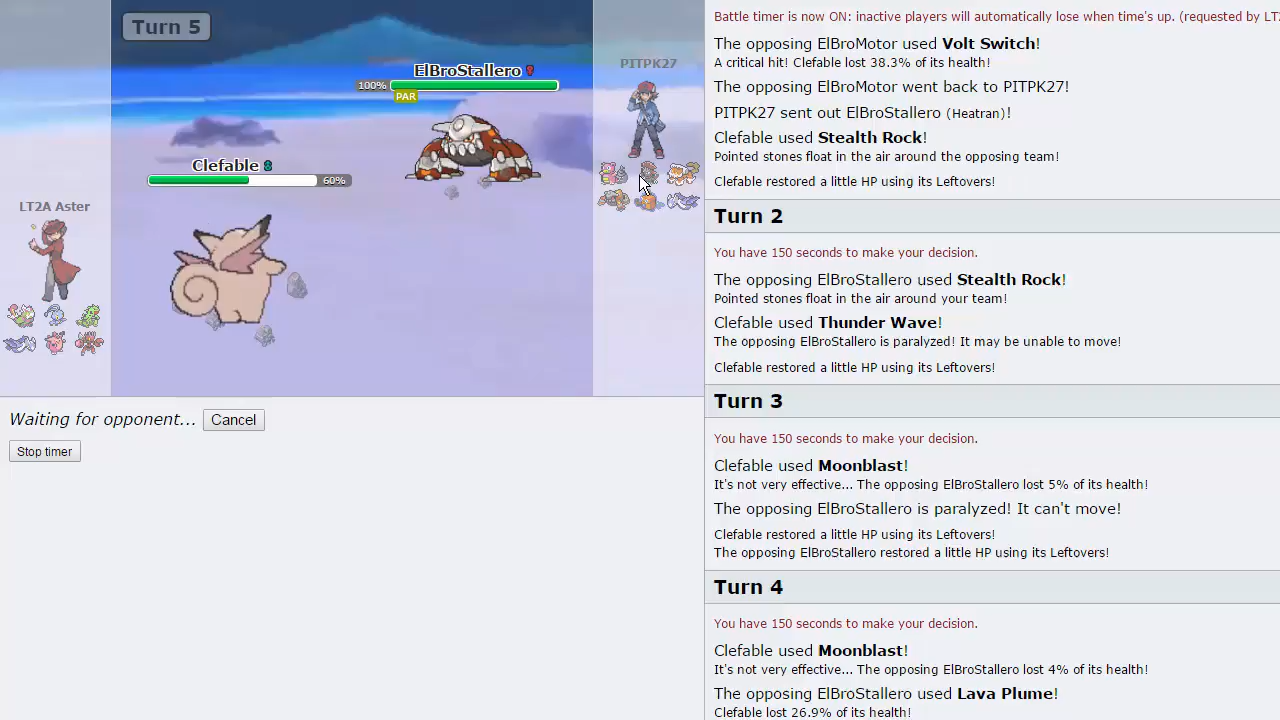 Turn 5
ElBroStallero
100%
PAR
Clefable
60%
LT2A Aster
PITPK27
Waiting for opponent... Cancel
Stop timer
Battle timer is now ON: inactive players will automatically lose when time's up. (requested by LT
The opposing ElBroMotor used Volt Switch!
A critical hit! Clefable lost 38.3% of its health!
The opposing ElBroMotor went back to PITPK27!
PITPK27 sent out ElBroStallero (Heatran)!
Clefable used Stealth Rock!
Pointed stones float in the air around the opposing team!
Clefable restored a little HP using its Leftovers!
Turn 2
You have 150 seconds to make your decision.
The opposing ElBroStallero used Stealth Rock!
Pointed stones float in the air around your team!
Clefable used Thunder Wave!
The opposing ElBroStallero is paralyzed! It may be unable to move!
Clefable restored a little HP using its Leftovers!
Turn 3
You have 150 seconds to make your decision.
Clefable used Moonblast!
It's not very effective... The opposing ElBroStallero lost 5% of its health!
The opposing ElBroStallero is paralyzed! It can't move!
Clefable restored a little HP using its Leftovers!
The opposing ElBroStallero restored a little HP using its Leftovers!
Turn 4
You have 150 seconds to make your decision.
Clefable used Moonblast!
It's not very effective... The opposing ElBroStallero lost 4% of its health!
The opposing ElBroStallero used Lava Plume!
Clefable lost 26.9% of its health!